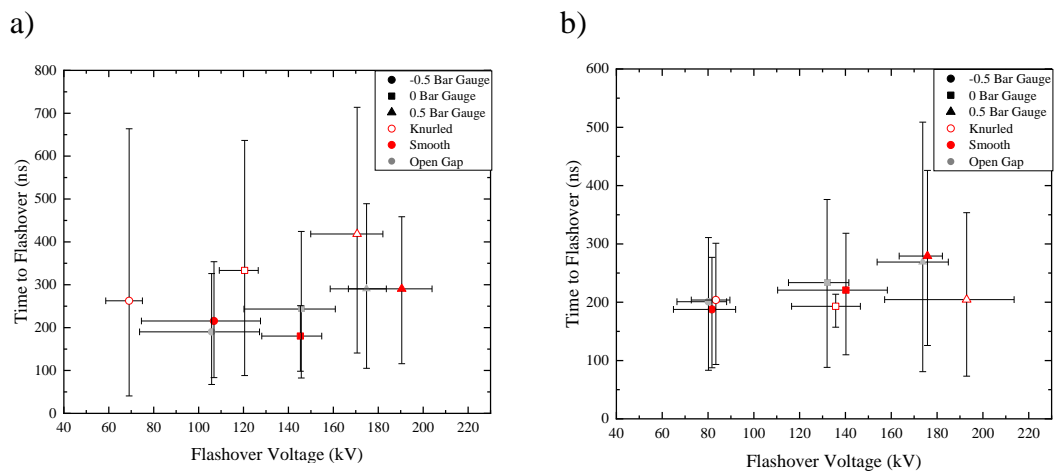 a)
800
700
600
500
400
300
200
100
0
Time to Flashover (ns)
40 60 80 100 120 140 160 180 200 220
Flashover Voltage (kV)
-0.5 Bar Gauge
0 Bar Gauge
0.5 Bar Gauge
Knurled
Smooth
Open Gap
b)
600
500
400
300
200
100
0
Time to Flashover (ns)
40 60 80 100 120 140 160 180 200 220
Flashover Voltage (kV)
-0.5 Bar Gauge
0 Bar Gauge
0.5 Bar Gauge
Knurled
Smooth
Open Gap